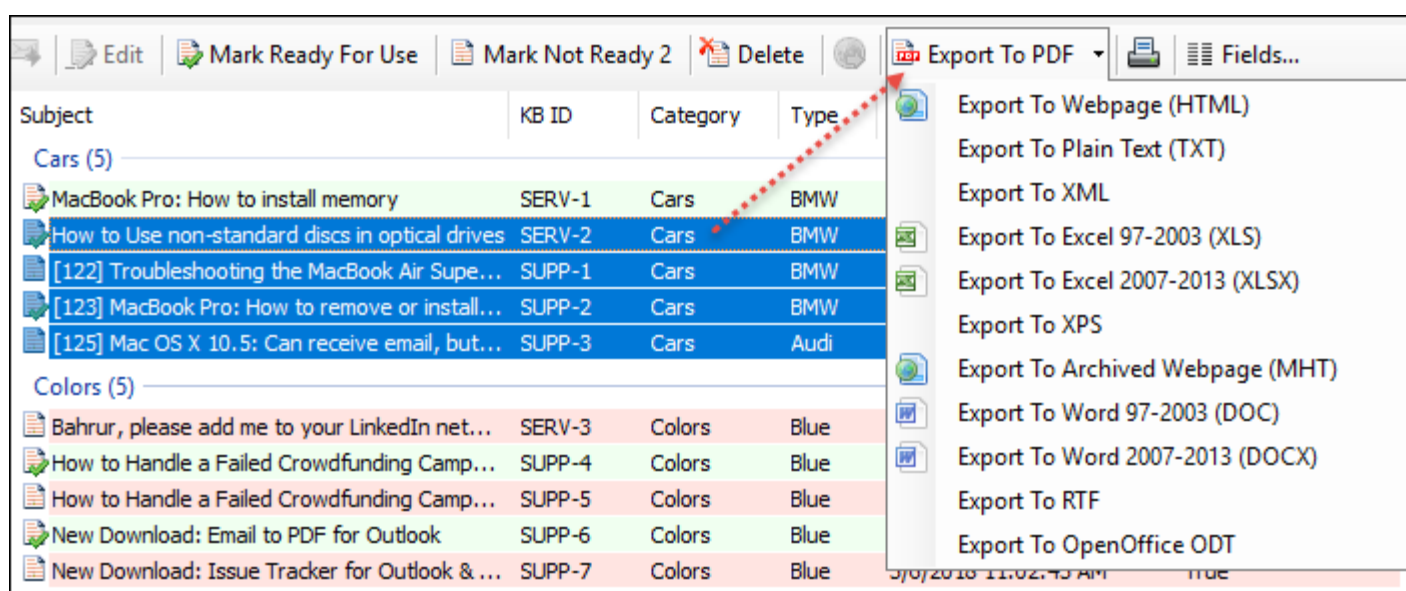 Edit Mark Ready For Use Mark Not Ready 2 Delete Export To PDF Fields...
Subject KB ID Category Type
Export To Webpage (HTML)
Export To Plain Text (TXT)
Export To XML
Export To Excel 97-2003 (XLS)
Export To Excel 2007-2013 (XLSX)
Export To XPS
Export To Archived Webpage (MHT)
Export To Word 97-2003 (DOC)
Export To Word 2007-2013 (DOCX)
Export To RTF
Export To OpenOffice ODT
Cars (5)
MacBook Pro: How to install memory SERV-1 Cars BMW
How to Use non-standard discs in optical drives SERV-2 Cars BMW
[122] Troubleshooting the MacBook Air Supe... SUPP-1 Cars BMW
[123] MacBook Pro: How to remove or install... SUPP-2 Cars BMW
[125] Mac OS X 10.5: Can receive email, but... SUPP-3 Cars Audi
Colors (5)
Bahrur, please add me to your LinkedIn net... SERV-3 Colors Blue
How to Handle a Failed Crowdfunding Camp... SUPP-4 Colors Blue
How to Handle a Failed Crowdfunding Camp... SUPP-5 Colors Blue
New Download: Email to PDF for Outlook SUPP-6 Colors Blue
New Download: Issue Tracker for Outlook & ... SUPP-7 Colors Blue